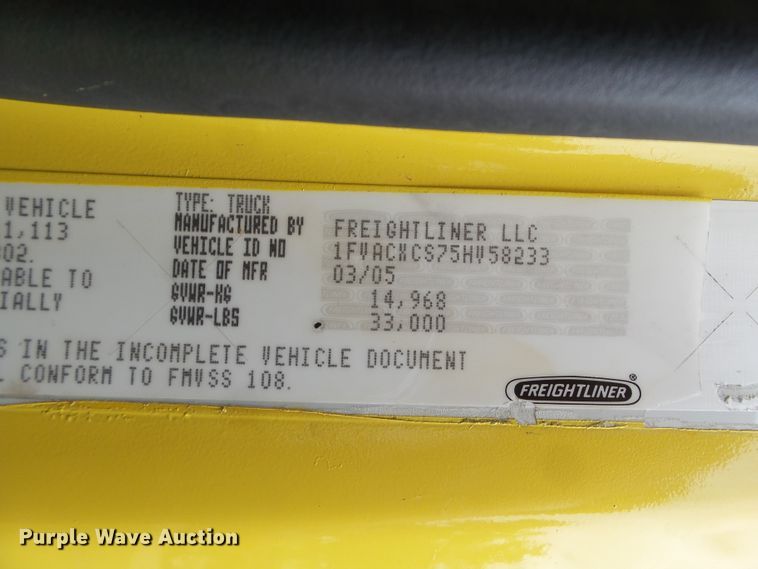 VEHICLE
1,113
02.
ABLE TO
IALLY
TYPE: TRUCK
MANUFACTURED BY FREIGHTLINER LLC
VEHICLE ID NO 1FVACXCS75HV58233
DATE OF MFR 03/05
GVWR-KG 14,968
GVWR-LBS 33,000
S IN THE INCOMPLETE VEHICLE DOCUMENT
CONFORM TO FMVSS 108.
FREIGHTLINER®
Purple Wave Auction